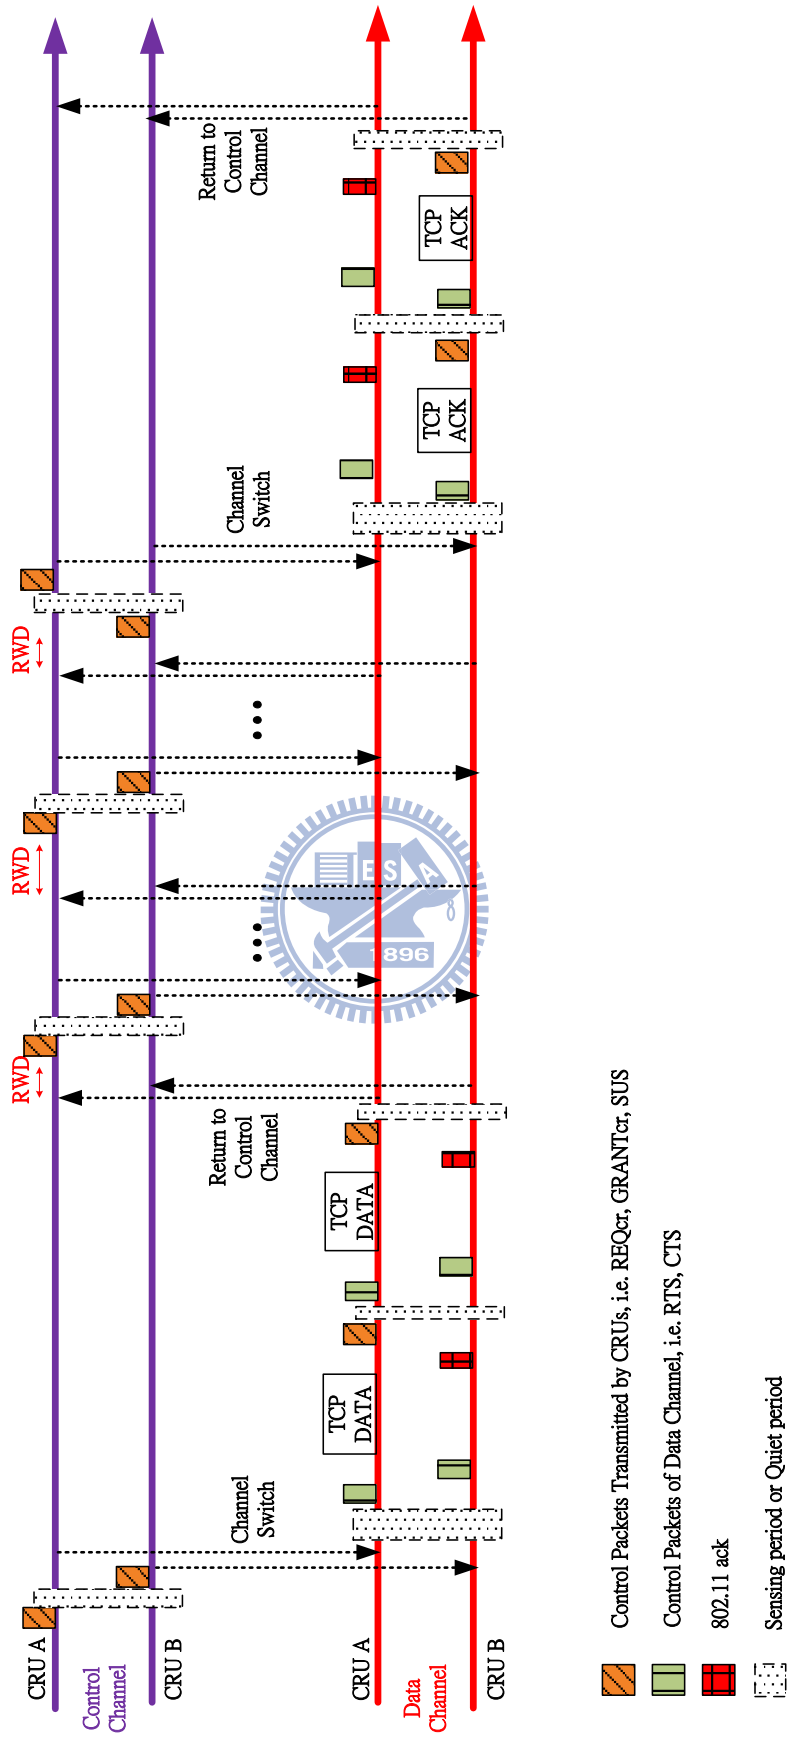 CRU A
Control
Channel
CRU B
RWD
RWD
RWD
Channel
Switch
Return to
Control
Channel
Channel
Switch
Return to
Control
Channel
CRU A
Data
Channel
CRU B
TCP
DATA
TCP
DATA
TCP
ACK
TCP
ACK
E S A
1896
Control Packets Transmitted by CRUs, i.e. REQcr, GRANTcr, SUS
Control Packets of Data Channel, i.e. RTS, CTS
802.11 ack
Sensing period or Quiet period